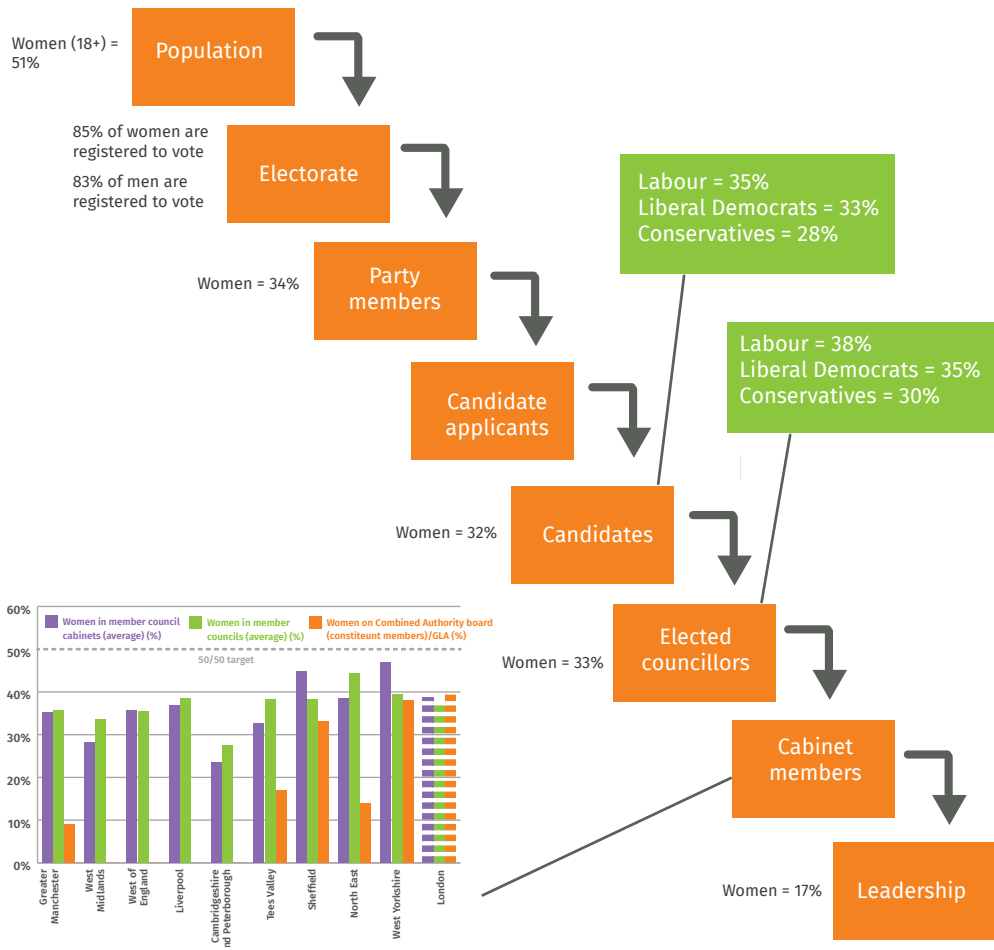 Women (18+) =
51%
Population
85% of women are
registered to vote
83% of men are
registered to vote
Electorate
Women = 34%
Party
members
Candidate
applicants
Labour = 35%
Liberal Democrats = 33%
Conservatives = 28%
Women = 32%
Candidates
Labour = 38%
Liberal Democrats = 35%
Conservatives = 30%
Women = 33%
Elected
councillors
Cabinet
members
Women = 17%
Leadership
60%
50%
40%
30%
20%
10%
0%
Women in member council
cabinets (average) (%)
Women in member
councils (average) (%)
Women on Combined Authority board
(constiteunt members)/GLA (%)
50/50 target
Greater
Manchester
West
Midlands
West of
England
Liverpool
Cambridgeshire
nd Peterborough
Tees Valley
Sheffield
North East
West Yorkshire
London